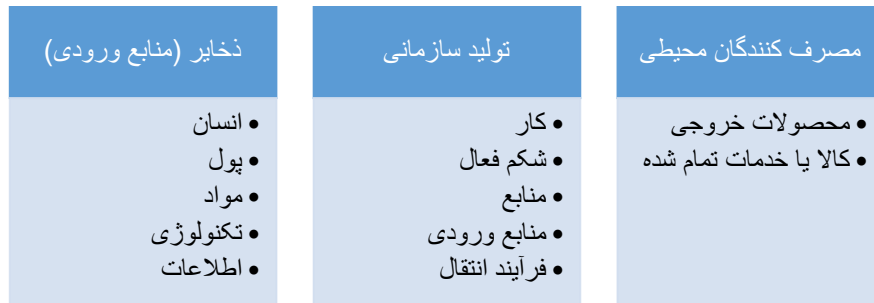 مصرف کنندگان محیطی
• محصولات خروجی
• کالا یا خدمات تمام شده
تولید سازمانی
• کار
• شکم فعال
• منابع
• منابع ورودی
• فرآیند انتقال
ذخایر (منابع ورودی)
• انسان
• پول
• مواد
• تکنولوژی
• اطلاعات